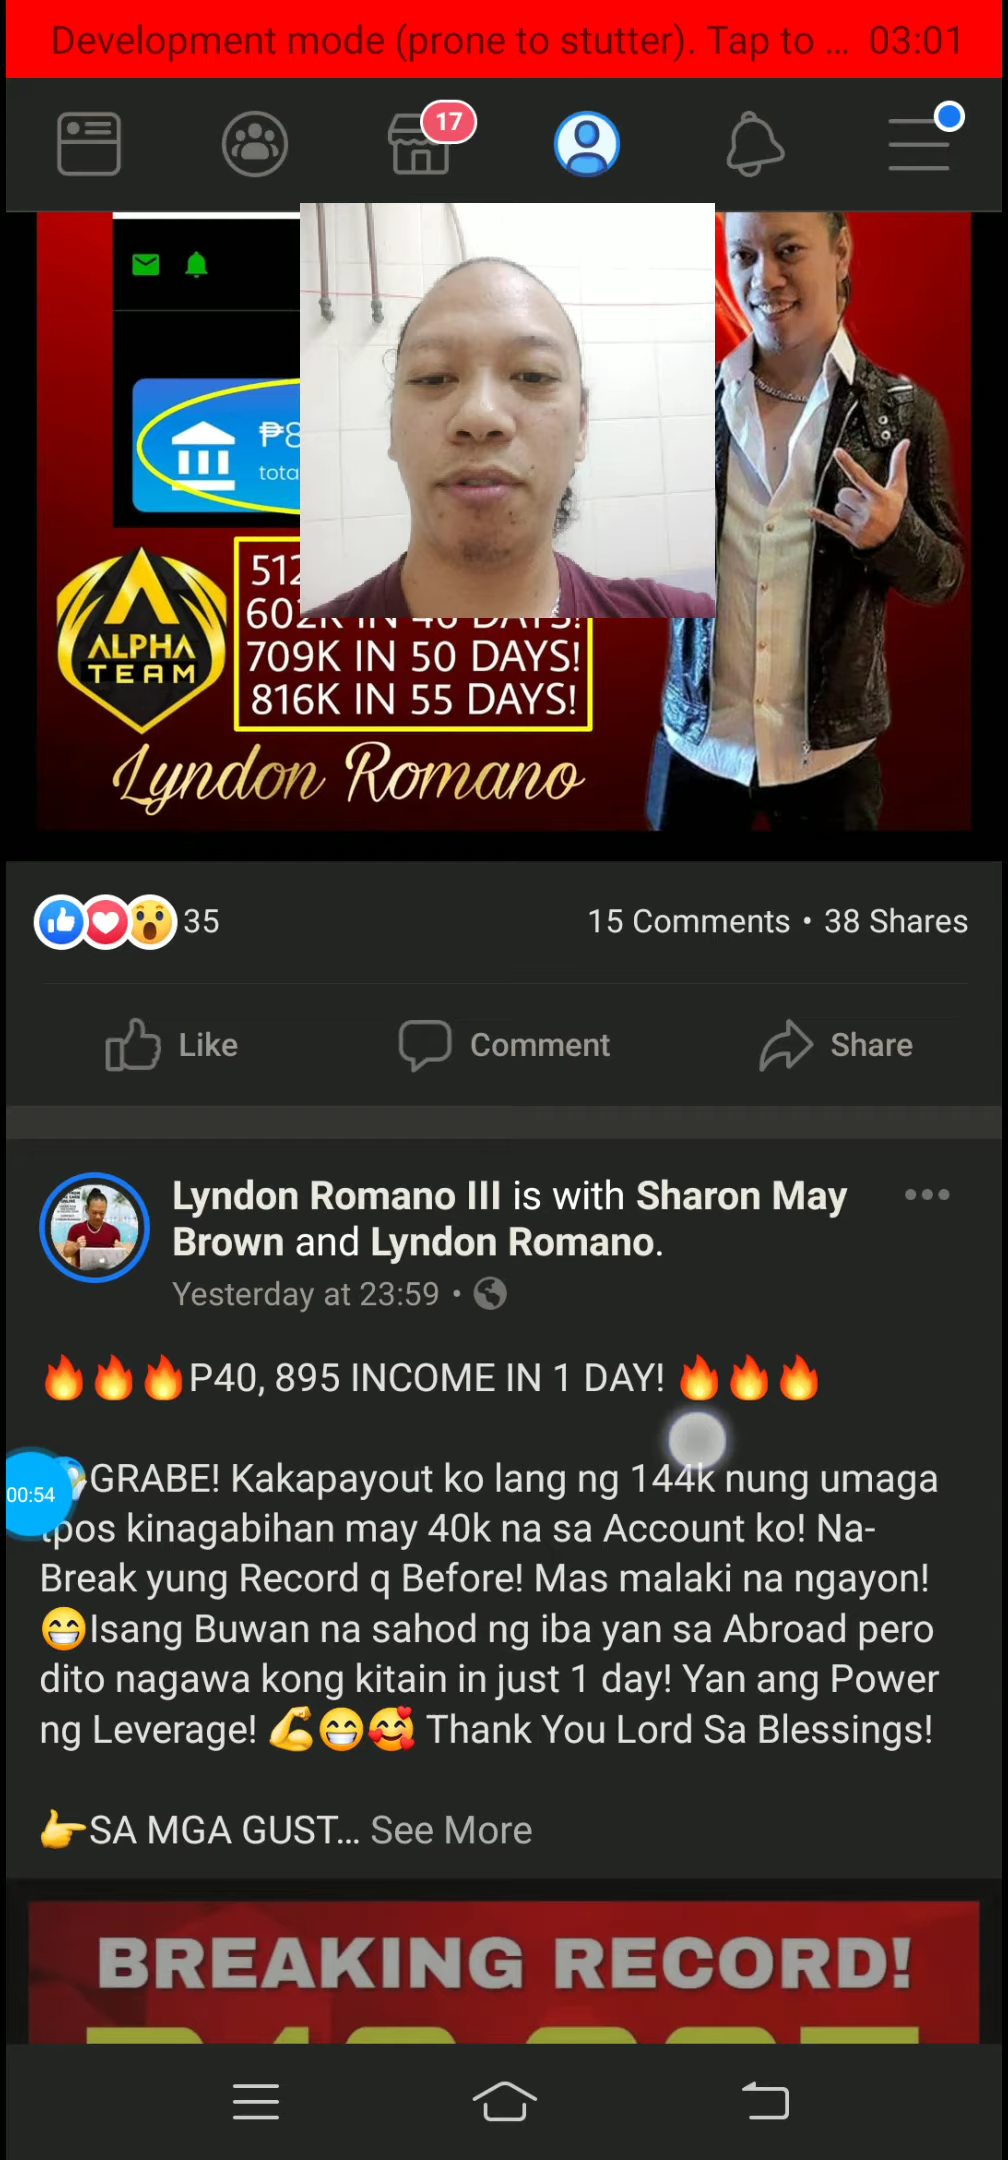 Development mode (prone to stutter). Tap to ... 03:01
17
₱8
tota
512
602K IN 46 DAYS!
709K IN 50 DAYS!
816K IN 55 DAYS!
ALPHA
TEAM
Lyndon Romano
35
15 Comments • 38 Shares
Like
Comment
Share
Lyndon Romano III is with Sharon May
Brown and Lyndon Romano.
Yesterday at 23:59 •
🔥🔥🔥P40, 895 INCOME IN 1 DAY! 🔥🔥🔥
GRABE! Kakapayout ko lang ng 144k nung umaga
00:54
tpos kinagabihan may 40k na sa Account ko! Na-
Break yung Record q Before! Mas malaki na ngayon!
😁Isang Buwan na sahod ng iba yan sa Abroad pero
dito nagawa kong kitain in just 1 day! Yan ang Power
ng Leverage! 💪😁🥰 Thank You Lord Sa Blessings!
👉SA MGA GUST... See More
BREAKING RECORD!